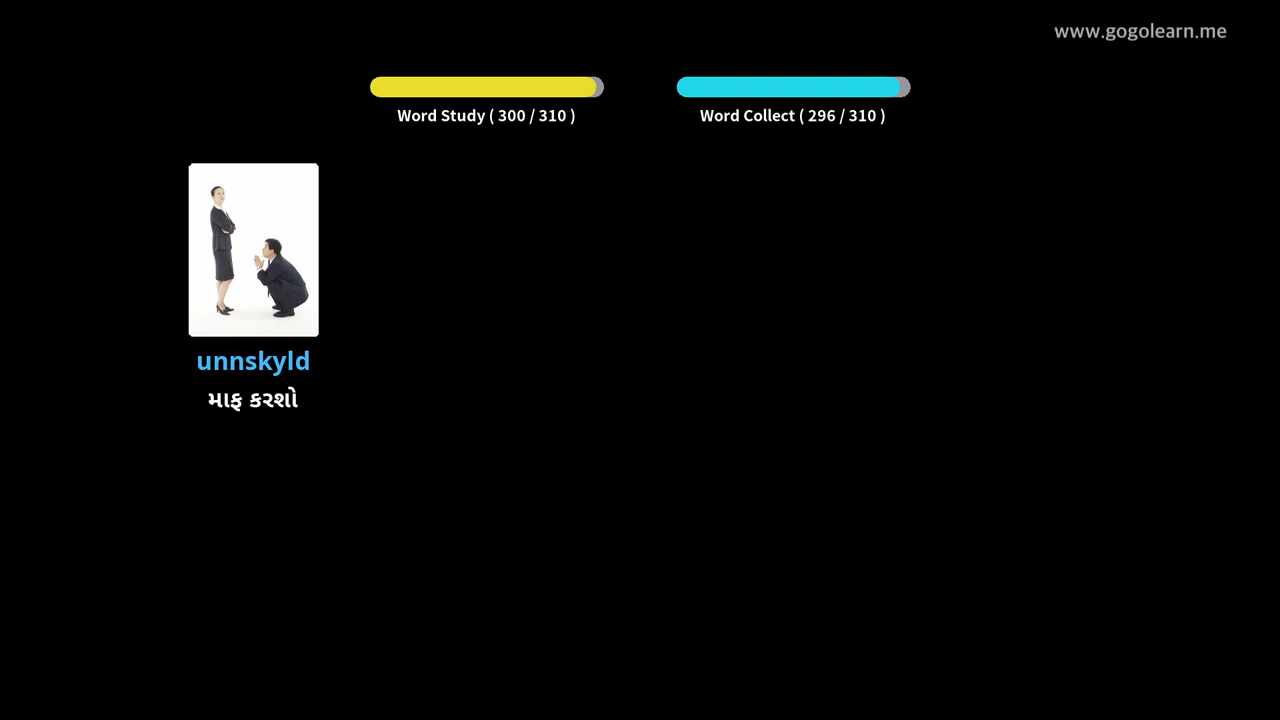 www.gogolearn.me
Word Study ( 300 / 310 )
Word Collect ( 296 / 310 )
unnskyld
માફ કરશો